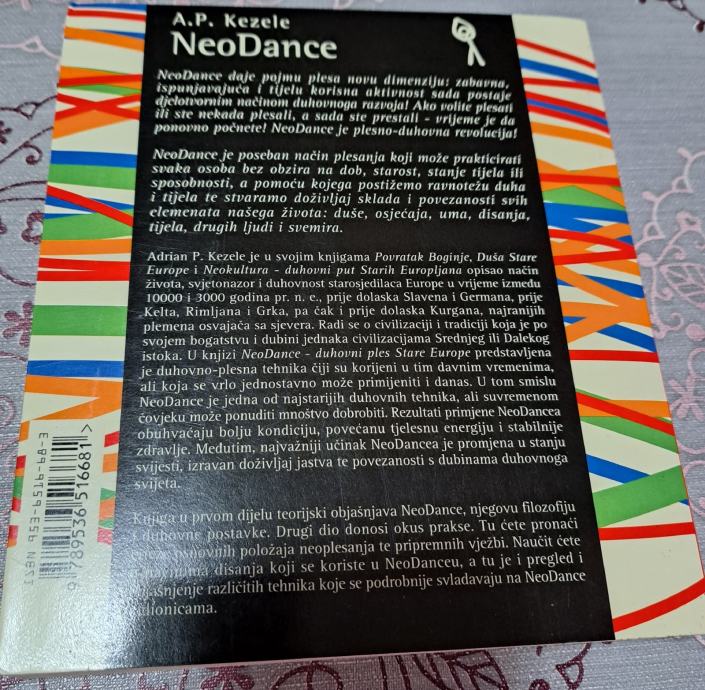 A.P. Kezele
NeoDance
NeoDance daje pojmu plesa novu dimenziju: zabavna,
ispunjavajuća i tijelu korisna aktivnost sada postaje
djelotvornim načinom duhovnoga razvoja! Ako volite plesati
ili ste nekada plesali, a sada ste prestali - vrijeme je da
ponovno počnete! NeoDance je plesno-duhovna revolucija!
NeoDance je poseban način plesanja koji može prakticirati
svaka osoba bez obzira na dob, starost, stanje tijela ili
sposobnosti, a pomoću kojega postižemo ravnotežu duha
i tijela te stvaramo doživljaj sklada i povezanosti svih
elemenata našega života: duše, osjećaja, uma, disanja,
tijela, drugih ljudi i svemira.
Adrian P. Kezele je u svojim knjigama Povratak Boginje, Duša Stare
Europe i Neokultura - duhovni put Starih Europljana opisao način
života, svjetonazor i duhovnost starosjedilaca Europe u vrijeme između
10000 i 3000 godina pr. n. e., prije dolaska Slavena i Germana, prije
Kelta, Rimljana i Grka, pa čak i prije dolaska Kurgana, najranijih
plemena osvajača sa sjevera. Radi se o civilizaciji i tradiciji koja je po
svojem bogatstvu i dubini jednaka civilizacijama Srednjeg ili Dalekog
istoka. U knjizi NeoDance - duhovni ples Stare Europe predstavljena
je duhovno-plesna tehnika čiji su korijeni u tim davnim vremenima,
ali koja se vrlo jednostavno može primijeniti i danas. U tom smislu
NeoDance je jedna od najstarijih duhovnih tehnika, ali suvremenom
čovjeku može ponuditi mnoštvo dobrobiti. Rezultati primjene NeoDancea
obuhvaćaju bolju kondiciju, povećanu tjelesnu energiju i stabilnije
zdravlje. Međutim, najvažniji učinak NeoDancea je promjena u stanju
svijesti, izravan doživljaj jastva te povezanosti s dubinama duhovnoga
svijeta.
Knjiga u prvom dijelu teorijski objašnjava NeoDance, njegovu filozofiju
i duhovne postavke. Drugi dio donosi okus prakse. Tu ćete pronaći
osnovnih položaja neoplesanja te pripremnih vježbi. Naučit ćete
disanja koji se koriste u NeoDanceu, a tu je i pregled i
različitih tehnika koje se podrobnije svladavaju na NeoDance
ISBN 953-6516-68-3
9 789536 516681 >